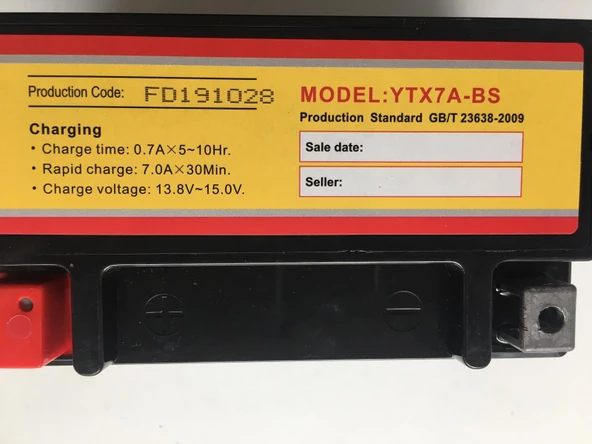 Production Code: FD191028
MODEL:YTX7A-BS
Production Standard GB/T 23638-2009
Charging
• Charge time: 0.7A×5~10Hr.
• Rapid charge: 7.0A×30Min.
• Charge voltage: 13.8V~15.0V.
Sale date:
Seller: